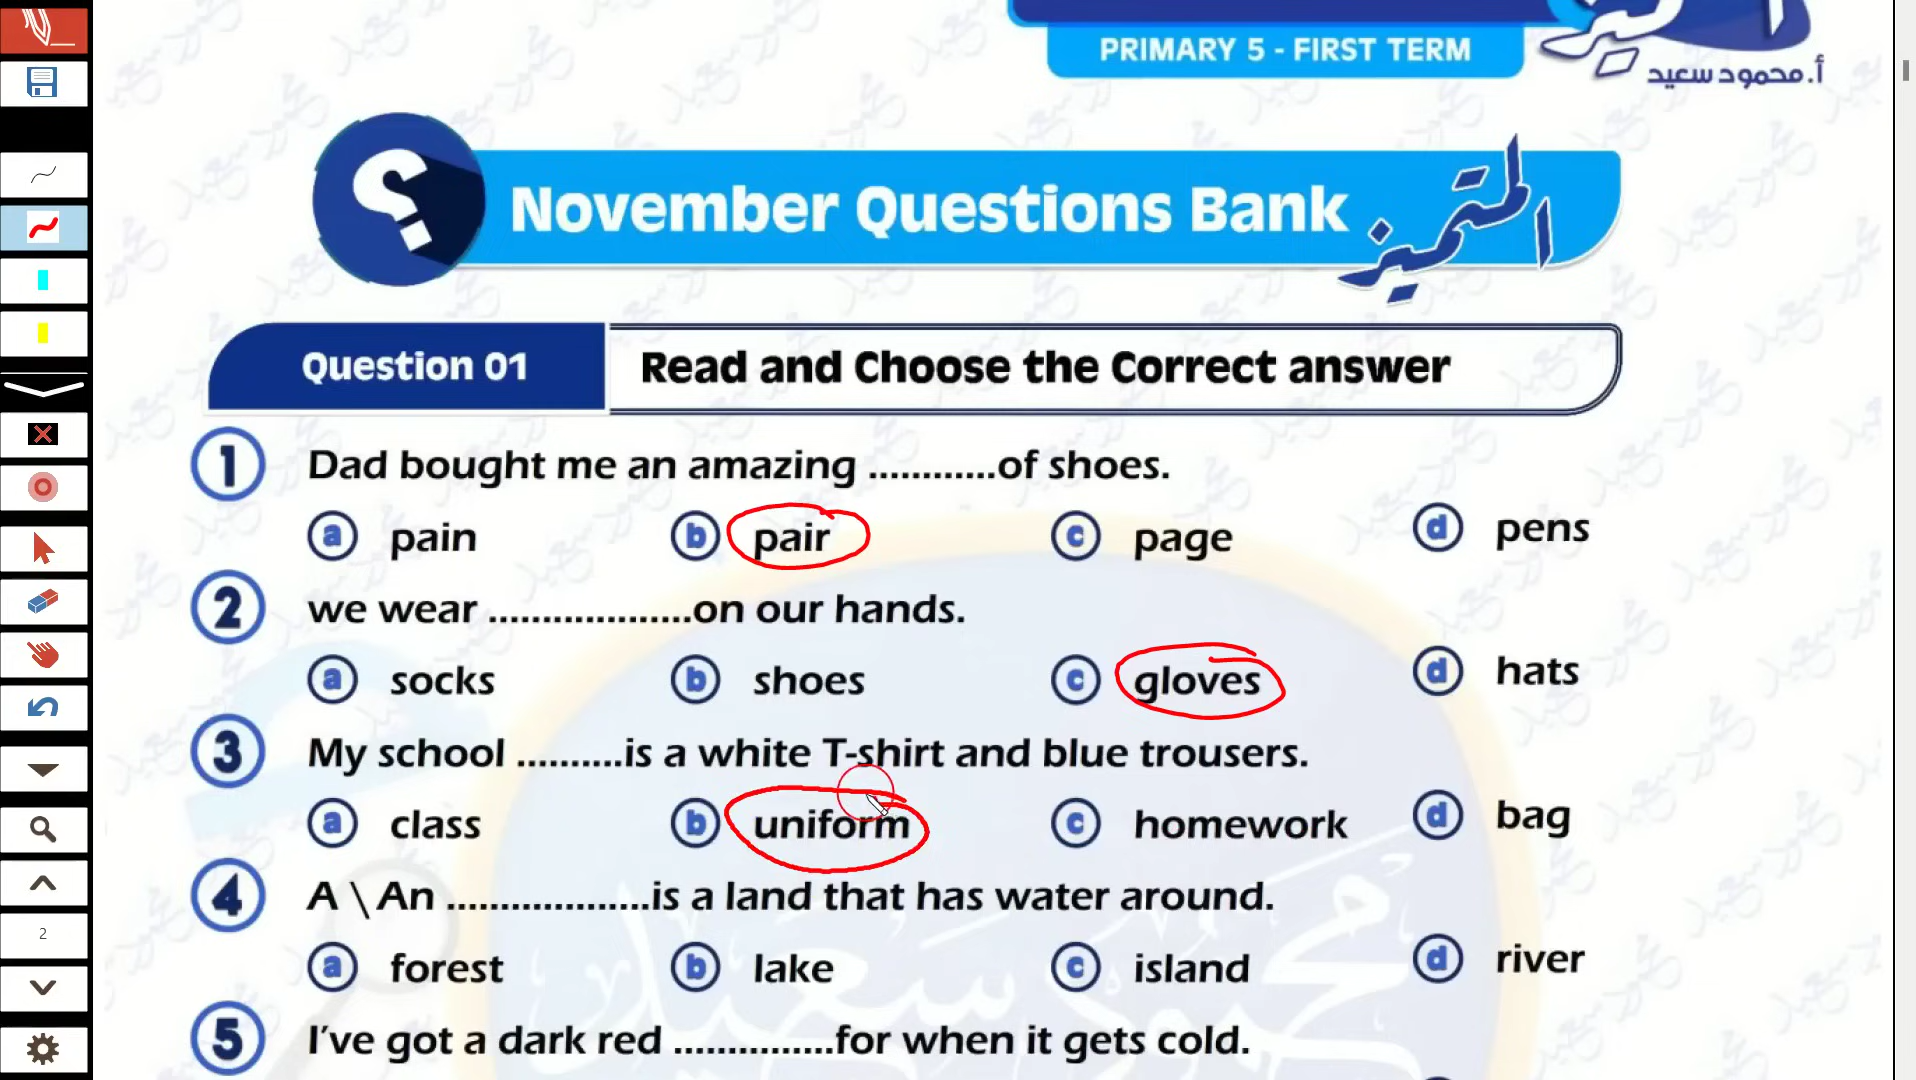 PRIMARY 5 - FIRST TERM
أ. محمود سعيد
November Questions Bank
المتميز
Question 01
Read and Choose the Correct answer
1 Dad bought me an amazing ............of shoes.
a pain b pair c page d pens
2 we wear ...................on our hands.
a socks b shoes c gloves d hats
3 My school ..........is a white T-shirt and blue trousers.
a class b uniform c homework d bag
4 A \ An ...................is a land that has water around.
a forest b lake c island d river
5 I've got a dark red ...............for when it gets cold.
2